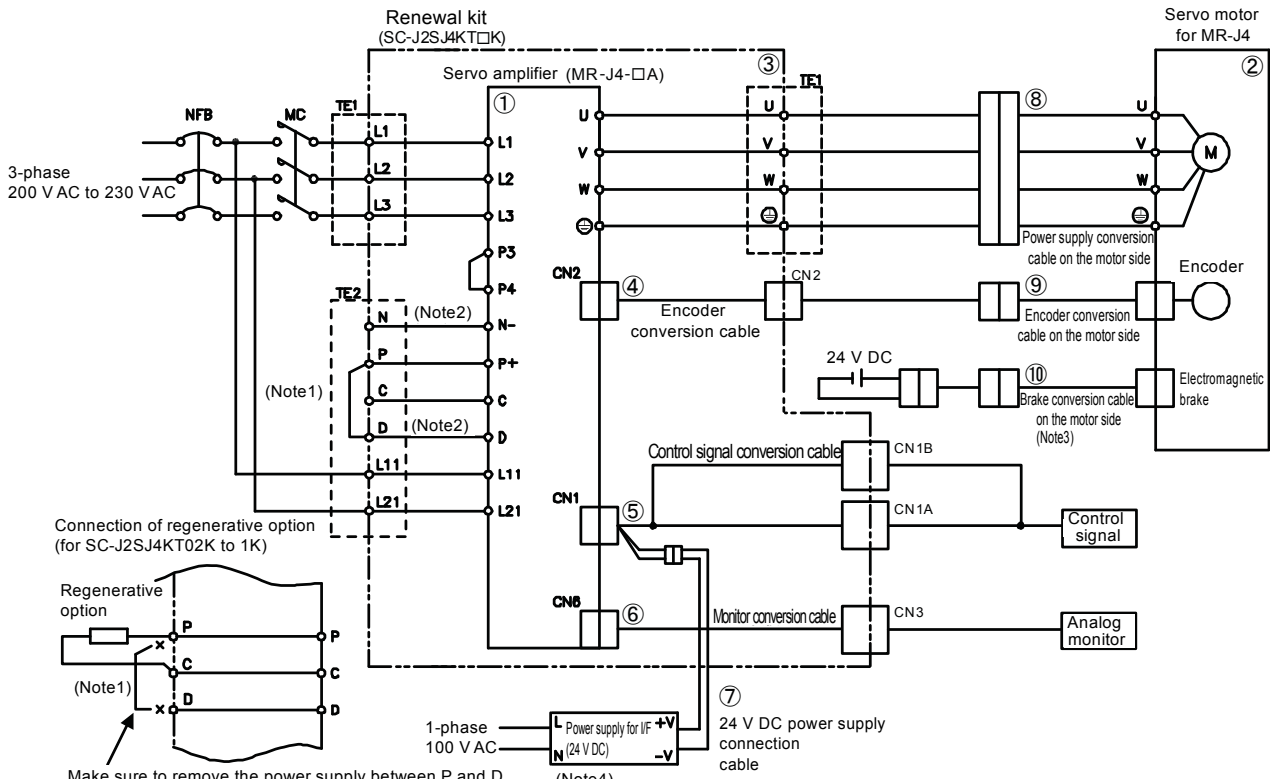 Renewal kit
(SC-J2SJ4KT□K)
Servo motor
for MR-J4
②
Servo amplifier (MR-J4-□A)
③
TE1
①
⑧
NFB
MC
TE1
3-phase
200 V AC to 230 V AC
L1
L2
L3
L1
L2
L3
U
V
W
U
V
W
U
V
W
M
P3
P4
Power supply conversion
cable on the motor side
TE2
N
(Note2)
N-
P
P+
(Note1)
C
C
D
(Note2)
D
L11
L11
L21
L21
CN2
④
Encoder
conversion cable
CN2
⑨
Encoder conversion
cable on the motor side
Encoder
24 V DC
⑩
Brake conversion cable
on the motor side
(Note3)
Electromagnetic
brake
Control signal conversion cable
CN1B
CN1
⑤
CN1A
Control
signal
CN6
⑥
Monitor conversion cable
CN3
Analog
monitor
Connection of regenerative option
(for SC-J2SJ4KT02K to 1K)
Regenerative
option
P
P
C
C
(Note1)
D
D
Make sure to remove the power supply between P and D
1-phase
100 V AC
L
N
Power supply for I/F
(24 V DC)
+V
-V
(Note4)
⑦
24 V DC power supply
connection
cable